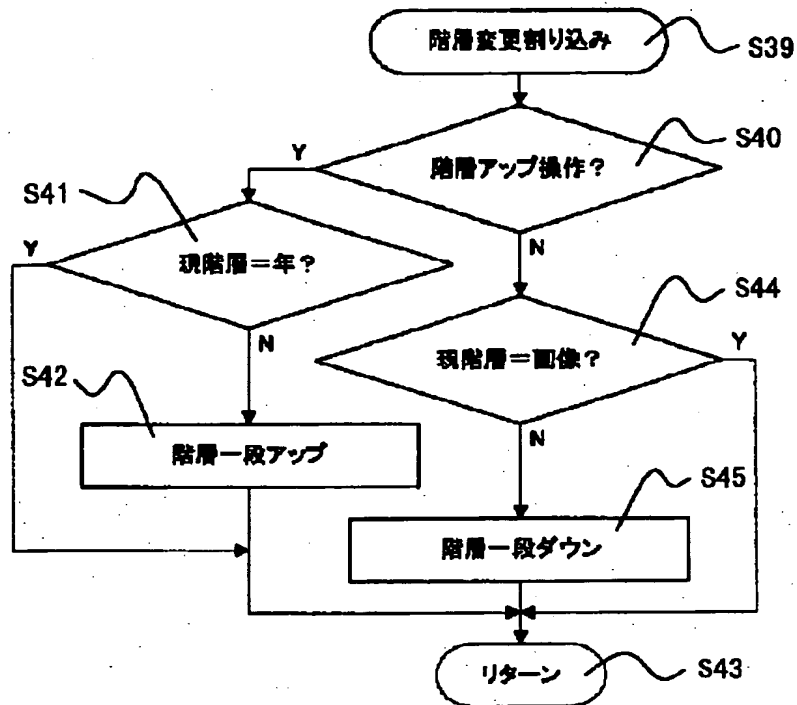 階層変更割り込み
S39
階層アップ操作？
S40
Y
N
S41
現階層＝年？
Y
N
S44
現階層＝画像？
Y
N
S42
階層一段アップ
S45
階層一段ダウン
リターン
S43